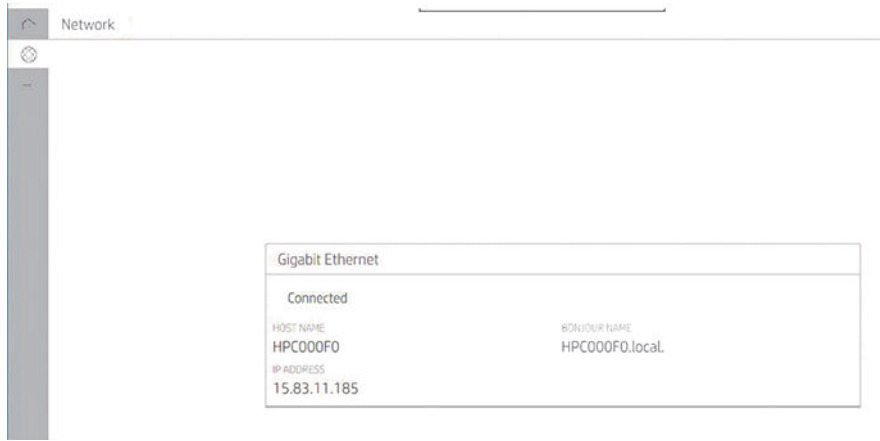 Network
Gigabit Ethernet
Connected
HOST NAME
BONJOUR NAME
HPC000F0
HPC000F0.local.
IP ADDRESS
15.83.11.185